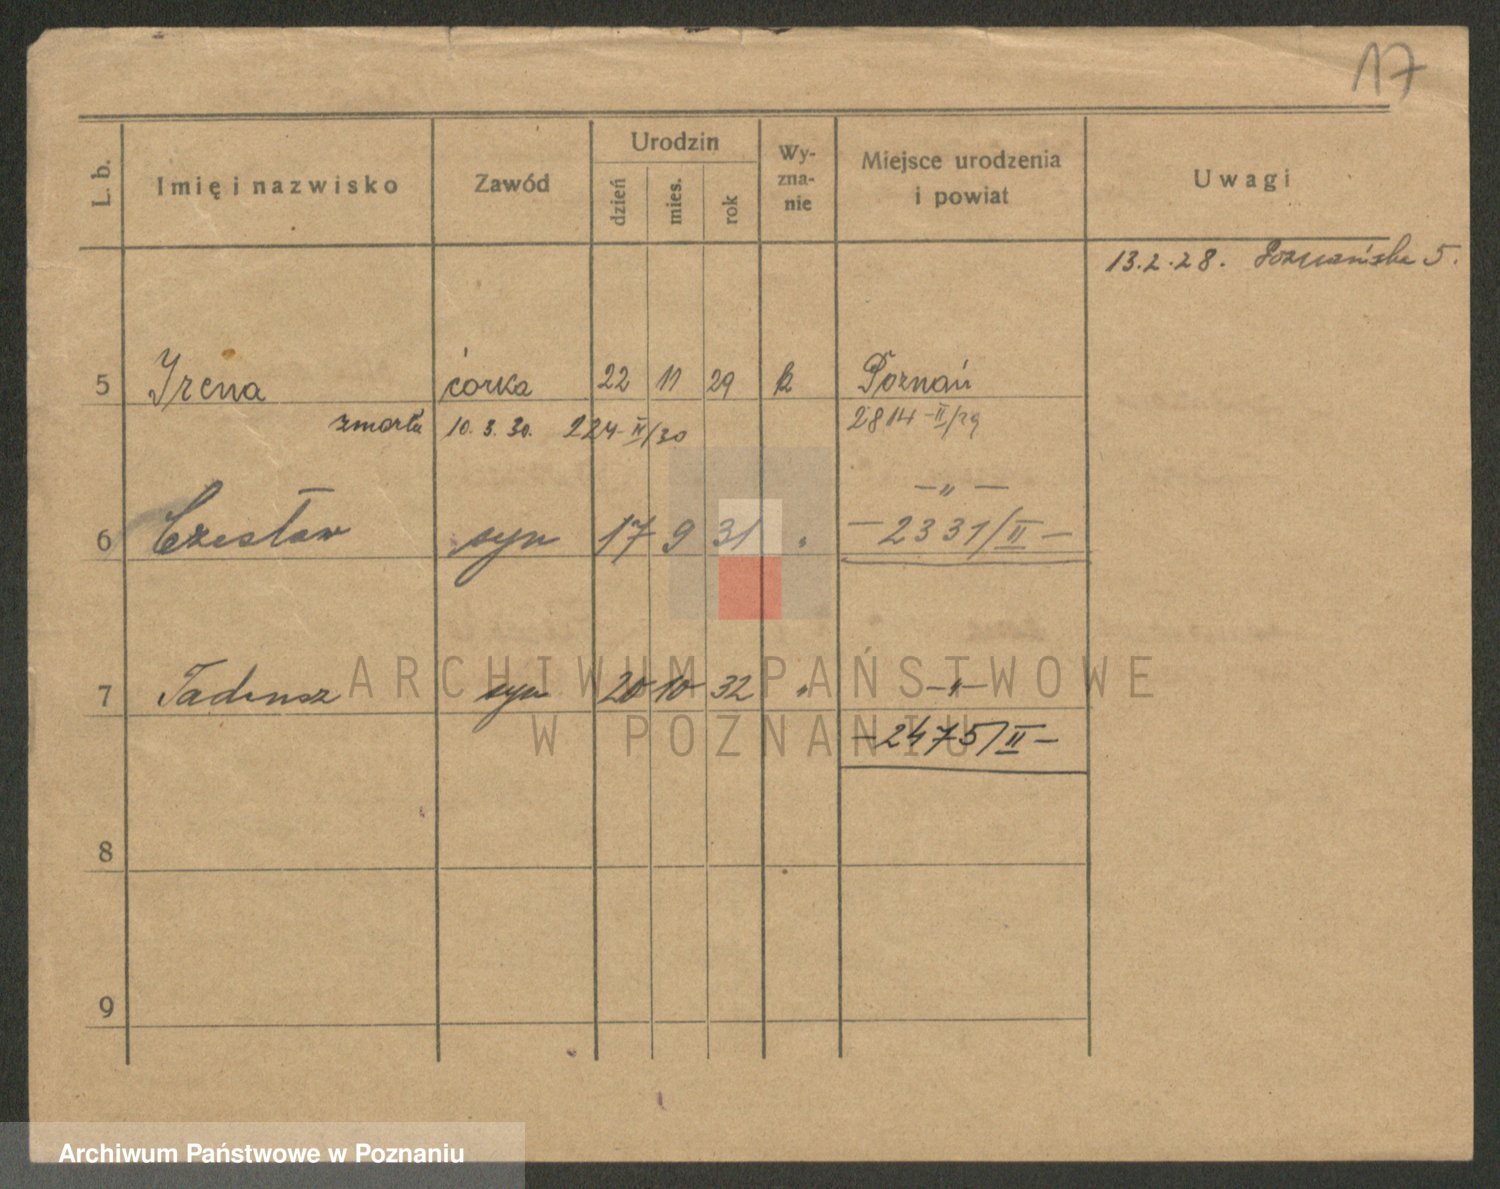 17
L. b.
Imię i nazwisko
Zawód
Urodzin
dzień
mies.
rok
Wy-
zna-
nie
Miejsce urodzenia
i powiat
Uwagi
13.2.28. Poznańska 5.
5 Irena córka 22 11 29 Poznań
zmarła 10.3.30. 224-II/30 2814-II/29
— " —
6 Czesław syn 17 9 31 " -2331/II-
7 Tadeusz syn 20 10 32 " -"-
-2475/II-
8
9
ARCHIWUM PAŃSTWOWE
W POZNANIU
Archiwum Państwowe w Poznaniu